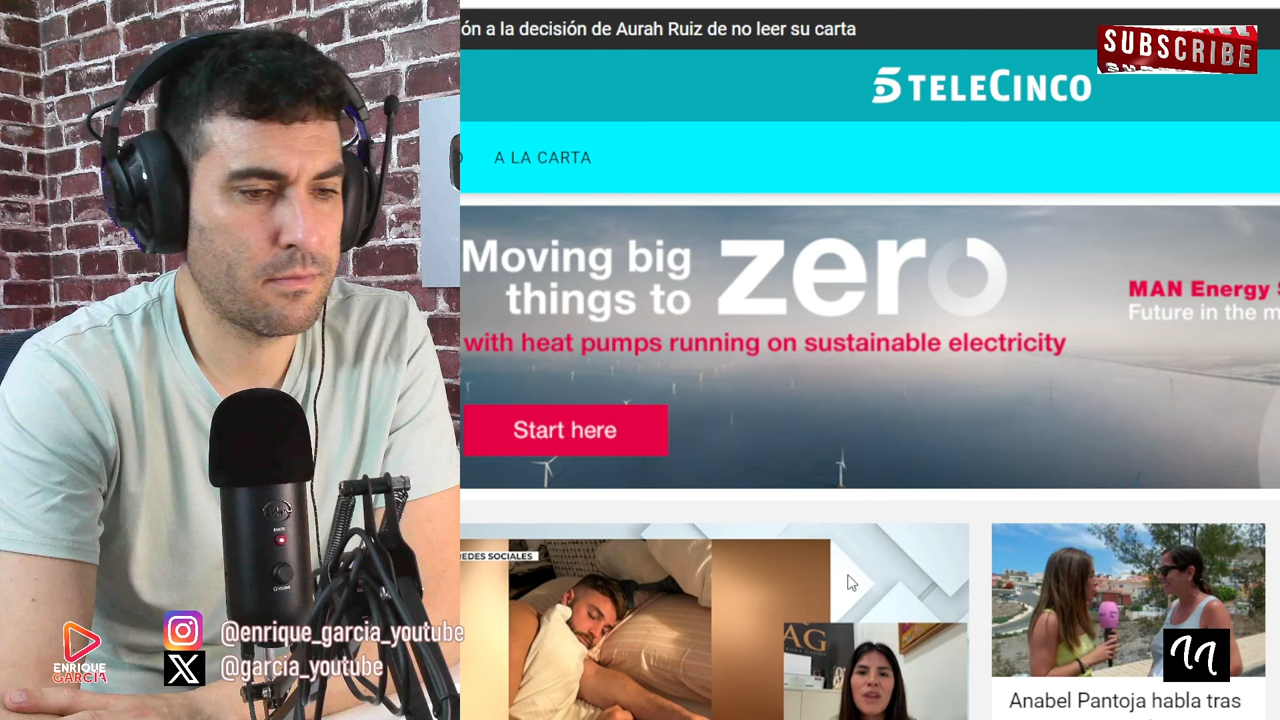 ón a la decisión de Aurah Ruiz de no leer su carta
SUBSCRIBE
5 TELECINCO
O
A LA CARTA
Moving big
things to
zero
with heat pumps running on sustainable electricity
MAN Energy S
Future in the m
Start here
REDES SOCIALES
AG
Anabel Pantoja habla tras
ENRIQUE
GARCIA
@enrique_garcia_youtube
@garcia_youtube